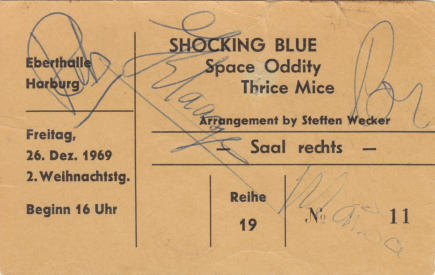 Eberthalle
Harburg
Freitag,
26. Dez. 1969
2. Weihnachtstg.
Beginn 16 Uhr
SHOCKING BLUE
Space Oddity
Thrice Mice
Arrangement by Steffen Wecker
— Saal rechts —
Reihe
19
№ 11